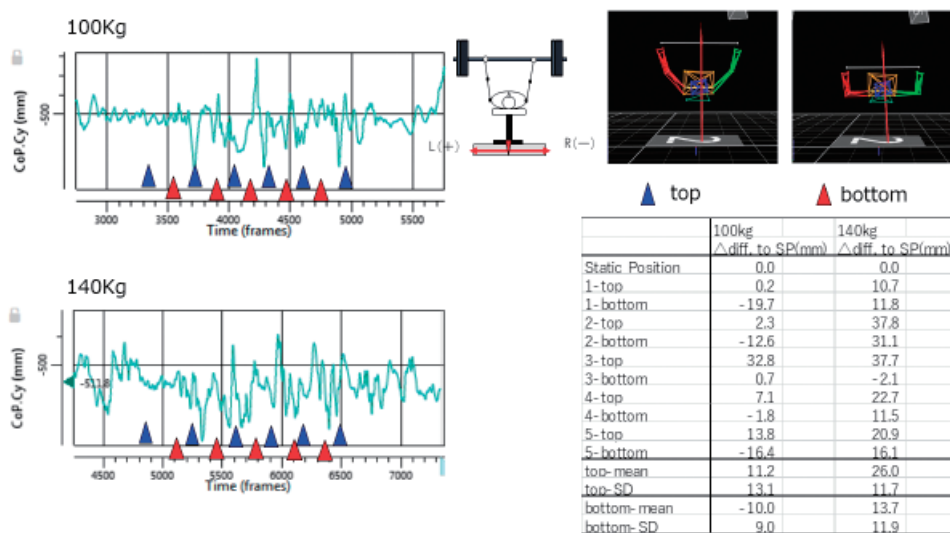 100Kg
CoP.Cy (mm)
-500
3000 3500 4000 4500 5000 5500
Time (frames)
L(+) R(−)
2
2
top
bottom
140Kg
CoP.Cy (mm)
-500
-511.8
4500 5000 5500 6000 6500 7000
Time (frames)
100kg 140kg
△diff. to SP(mm) △diff. to SP(mm)
Static Position 0.0 0.0
1-top 0.2 10.7
1-bottom -19.7 11.8
2-top 2.3 37.8
2-bottom -12.6 31.1
3-top 32.8 37.7
3-bottom 0.7 -2.1
4-top 7.1 22.7
4-bottom -1.8 11.5
5-top 13.8 20.9
5-bottom -16.4 16.1
top-mean 11.2 26.0
top-SD 13.1 11.7
bottom-mean -10.0 13.7
bottom-SD 9.0 11.9